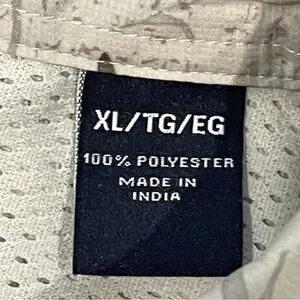 XL/TG/EG
100% POLYESTER
MADE IN
INDIA